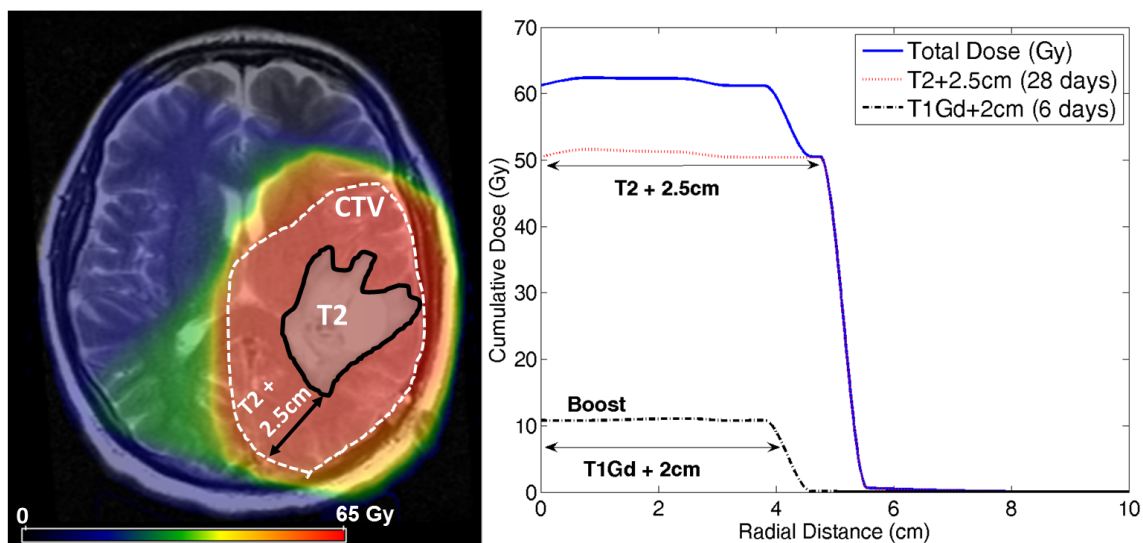 CTV
T2
T2 +
2.5cm
0
65 Gy
70
60
50
40
30
20
10
0
Cumulative Dose (Gy)
Total Dose (Gy)
T2+2.5cm (28 days)
T1Gd+2cm (6 days)
T2 + 2.5cm
Boost
T1Gd + 2cm
0
2
4
6
8
10
Radial Distance (cm)